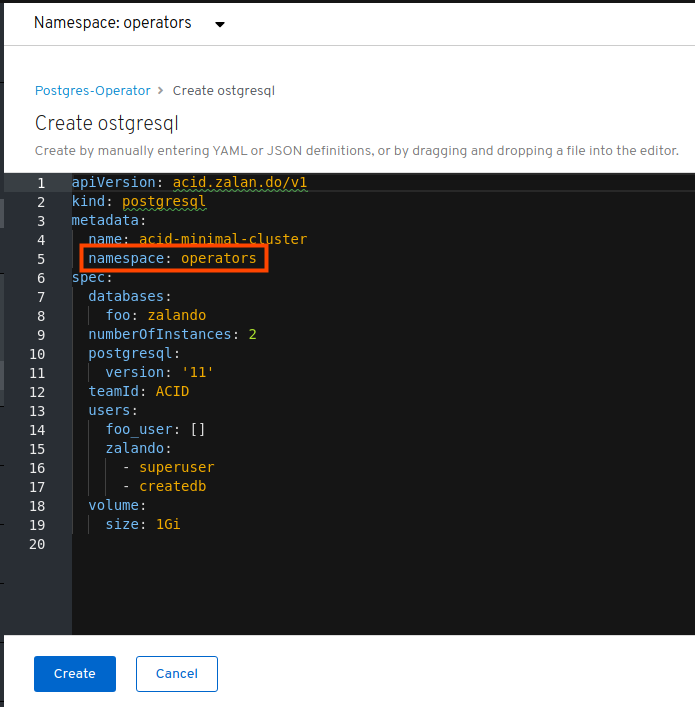 Namespace: operators
Postgres-Operator > Create ostgresql
Create ostgresql
Create by manually entering YAML or JSON definitions, or by dragging and dropping a file into the editor.
1 apiVersion: acid.zalan.do/v1
2 kind: postgresql
3 metadata:
4   name: acid-minimal-cluster
5   namespace: operators
6 spec:
7   databases:
8     foo: zalando
9   numberOfInstances: 2
10   postgresql:
11     version: '11'
12   teamId: ACID
13   users:
14     foo_user: []
15     zalando:
16       - superuser
17       - createdb
18   volume:
19     size: 1Gi
20
Create Cancel